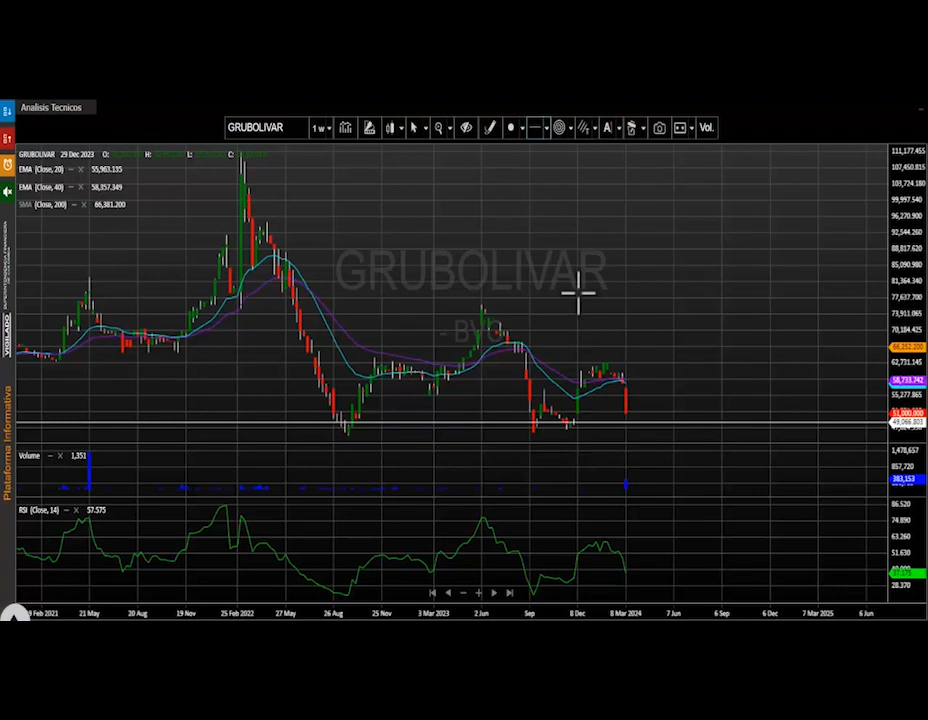 Analisis Tecnicos
GRUBOLIVAR 1 w A Vol.
GRUBOLIVAR 29 Dec 2023 O: H: L: C:
EMA (Close, 20) 55,963.135
EMA (Close, 40) 58,357.349
SMA (Close, 200) 66,381.200
GRUBOLIVAR
- BVC
111,177.455
107,450.815
103,724.180
99,997.540
96,270.900
92,544.260
88,817.620
85,090.980
81,364.340
77,637.700
73,911.065
70,184.425
66,252.200
62,731.145
58,733.742
55,277.865
51,000.000
49,066.803
Volume 1,351
1,478,657
857,720
383,153
RSI (Close, 14) 57.575
86.520
74.890
63.260
51.630
28.370
21 May 20 Aug 19 Nov 25 Feb 2022 27 May 26 Aug 25 Nov 3 Mar 2023 2 Jun Sep 8 Dec 8 Mar 2024 7 Jun 6 Sep 6 Dec 7 Mar 2025 6 Jun
VIGILADO SUPERINTENDENCIA FINANCIERA
Plataforma Informativa